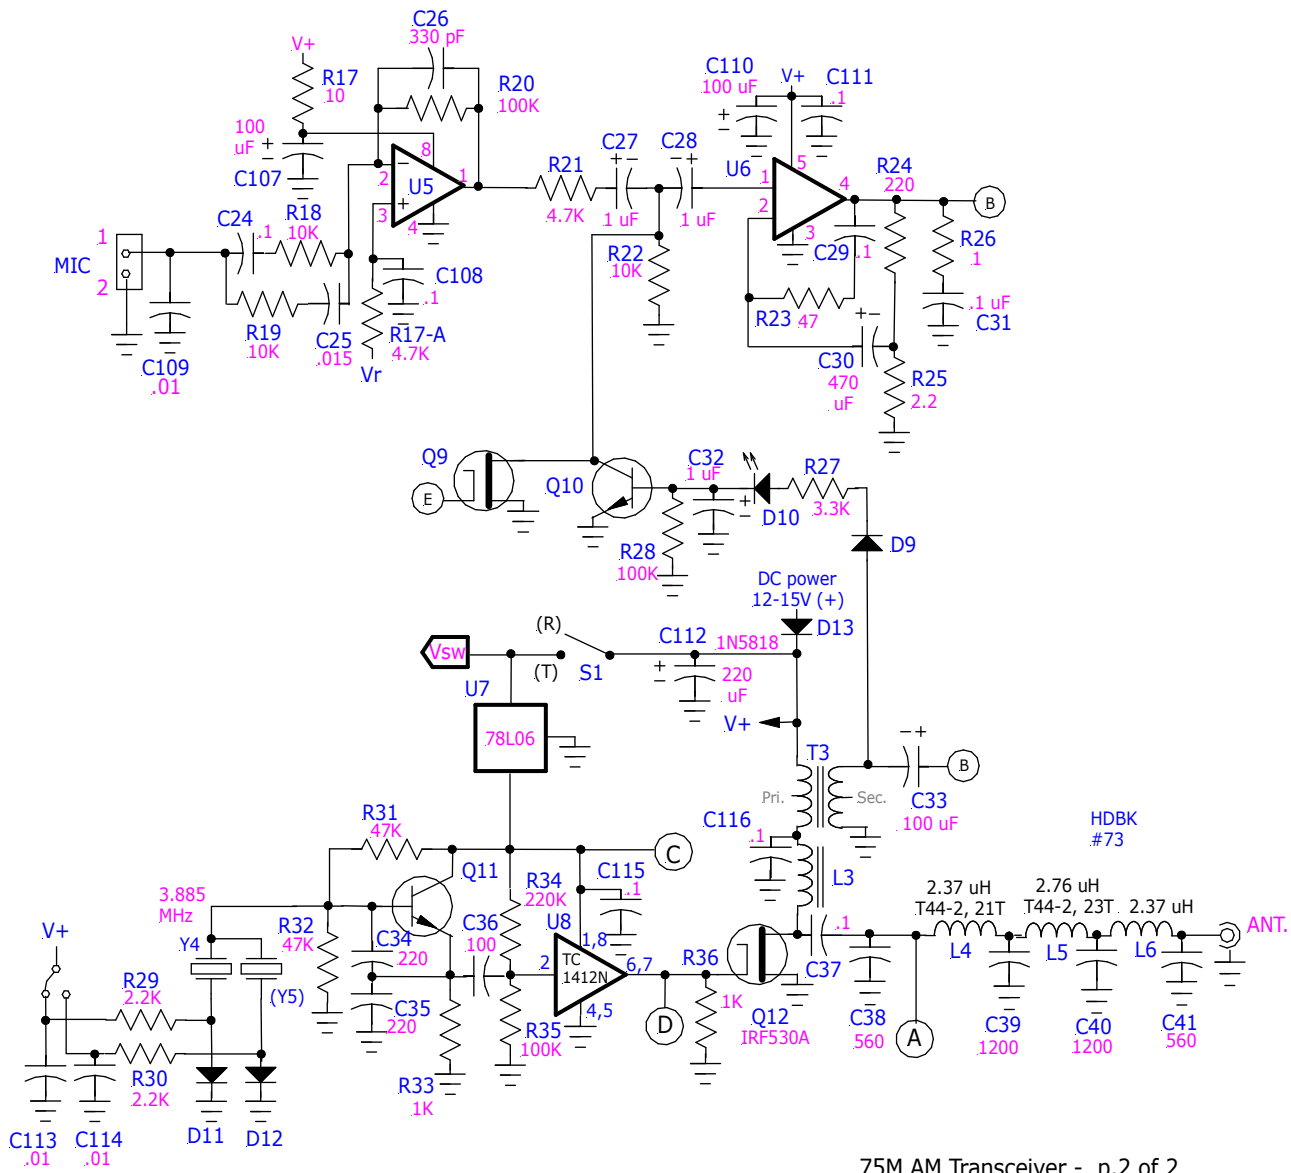 C26
330 pF
V+
R17
10
R20
100K
100
uF
+
−
C107
8
−
2
U5
1
+
3
4
C24
.1
R18
10K
1
MIC
2
C109
.01
R19
10K
C25
.015
C108
.1
R17-A
4.7K
Vr
R21
4.7K
C27
+−
1 uF
C28
−+
1 uF
R22
10K
C110
100 uF
+
−
V+
C111
.1
U6
5
1
2
4
3
R24
220
B
C29
.1
R26
1
R23
47
.1 uF
C31
+−
C30
470
uF
R25
2.2
Q9
E
Q10
C32
1 uF
+
−
D10
R27
3.3K
R28
100K
D9
DC power
12-15V (+)
D13
1N5818
Vsw
(R)
(T)
S1
C112
+
−
220
uF
U7
78L06
V+
T3
Pri.
Sec.
−+
C33
100 uF
B
C116
.1
L3
HDBK
#73
R31
47K
Q11
C
R34
220K
C115
.1
3.885
MHz
Y4
(Y5)
R32
47K
C34
220
C36
100
U8
1,8
TC
1412N
2
6,7
4,5
R36
1K
.1
C37
2.37 uH
T44-2, 21T
L4
2.76 uH
T44-2, 23T
L5
2.37 uH
L6
ANT.
V+
R29
2.2K
C35
220
R35
100K
D
Q12
IRF530A
C38
560
A
C39
1200
C40
1200
C41
560
R30
2.2K
R33
1K
C113
.01
C114
.01
D11
D12
75M AM Transceiver - p.2 of 2